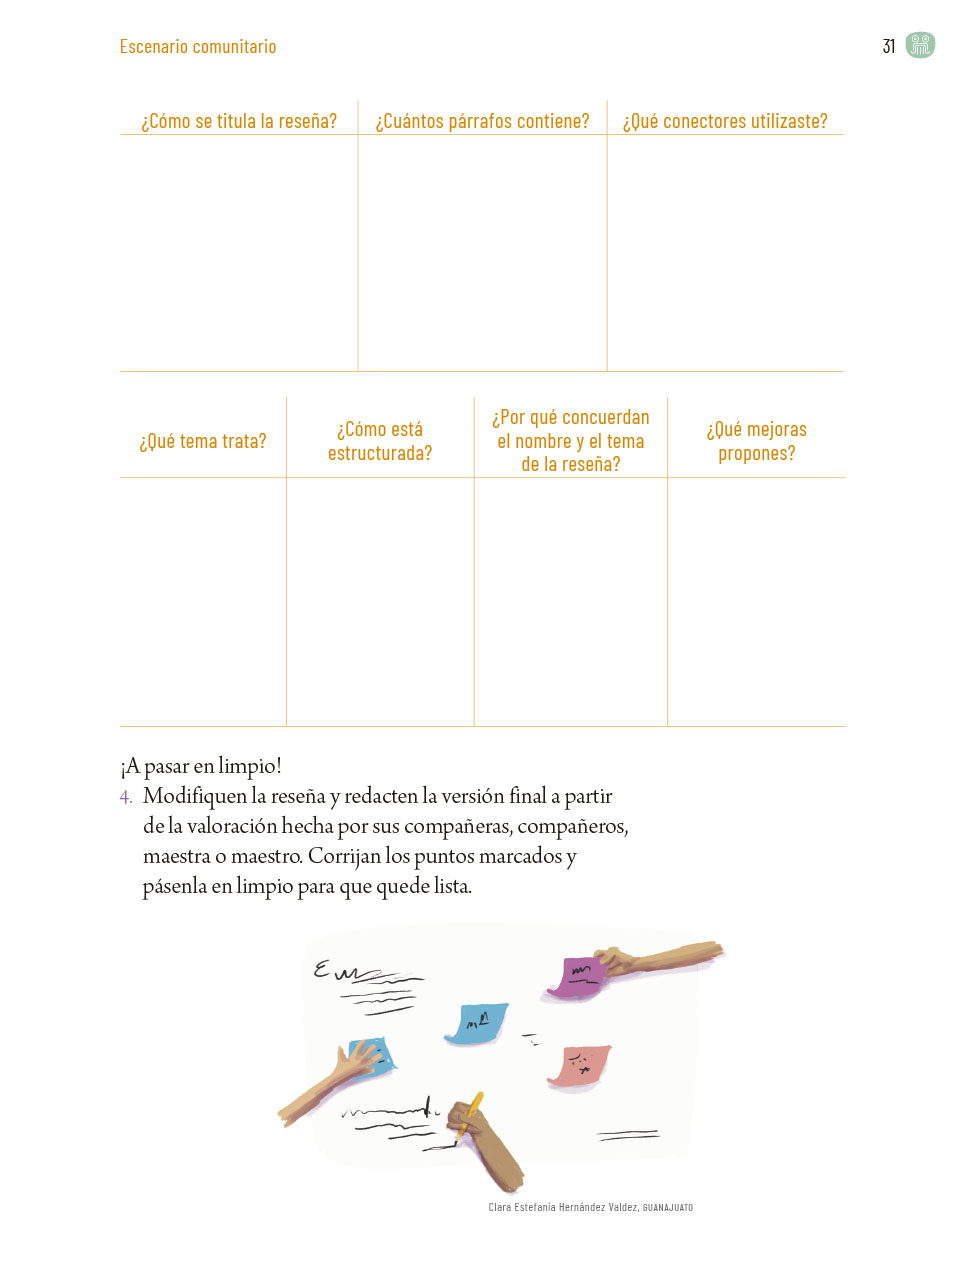 Escenario comunitario
31
¿Cómo se titula la reseña?
¿Cuántos párrafos contiene?
¿Qué conectores utilizaste?
¿Qué tema trata?
¿Cómo está
estructurada?
¿Por qué concuerdan
el nombre y el tema
de la reseña?
¿Qué mejoras
propones?
¡A pasar en limpio!
4. Modifiquen la reseña y redacten la versión final a partir
de la valoración hecha por sus compañeras, compañeros,
maestra o maestro. Corrijan los puntos marcados y
pásenla en limpio para que quede lista.
Clara Estefanía Hernández Valdez, GUANAJUATO